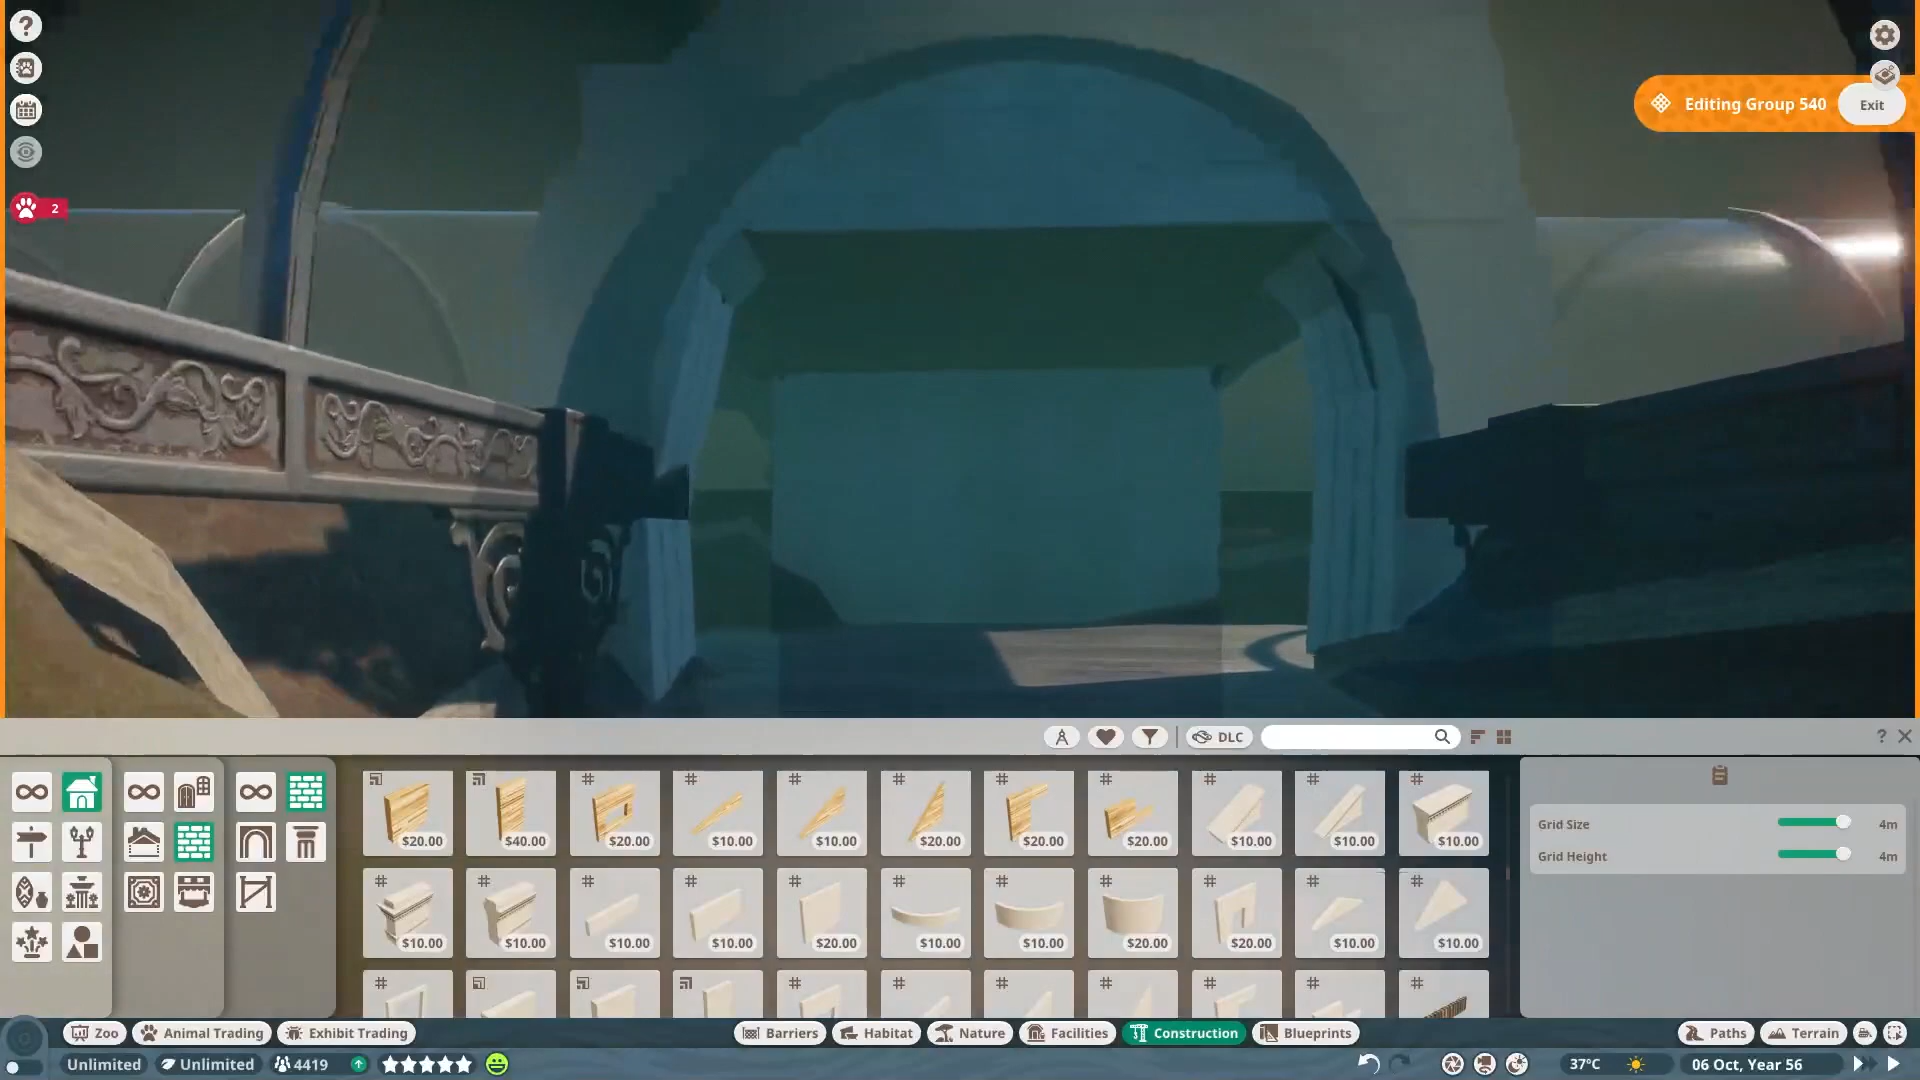 ?
Editing Group 540
Exit
2
DLC
?
$20.00
$40.00
$20.00
$10.00
$10.00
$20.00
$20.00
$20.00
$10.00
$10.00
$10.00
$10.00
$10.00
$10.00
$10.00
$20.00
$10.00
$10.00
$20.00
$20.00
$10.00
$10.00
Grid Size
4m
Grid Height
4m
Zoo
Animal Trading
Exhibit Trading
Barriers
Habitat
Nature
Facilities
Construction
Blueprints
Paths
Terrain
Unlimited
Unlimited
4419
37°C
06 Oct, Year 56